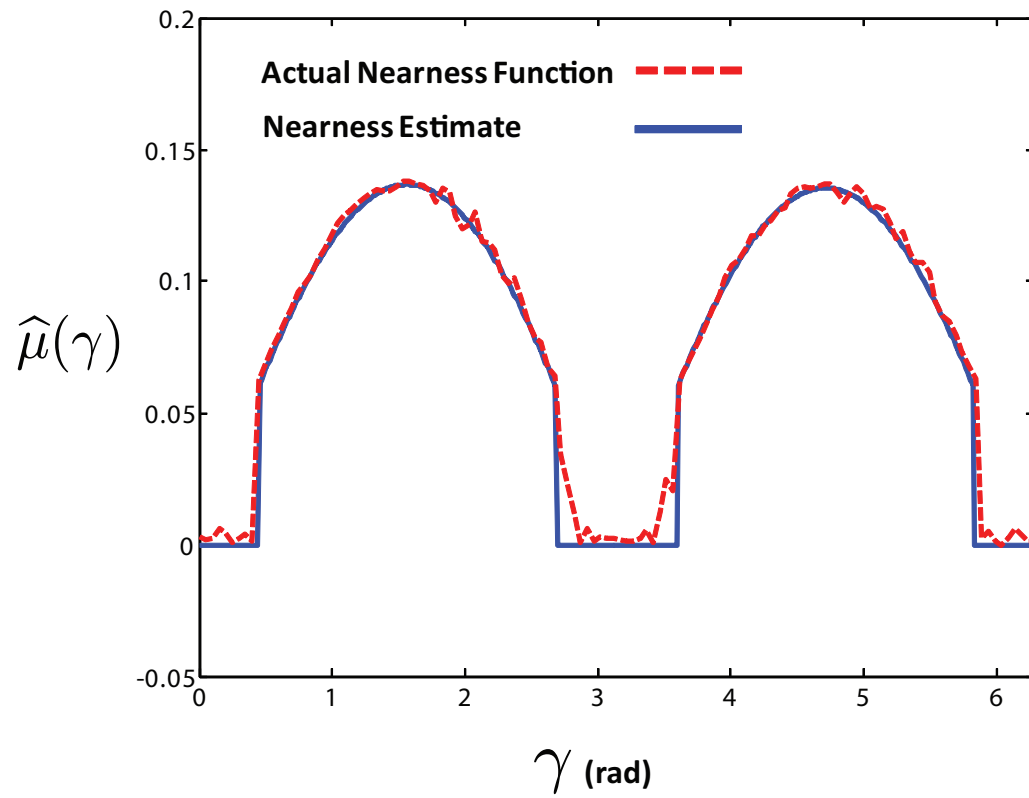 0.2
Actual Nearness Function
Nearness Estimate
0.15
0.1
μ̂(γ)
0.05
0
-0.05
0 1 2 3 4 5 6
γ (rad)